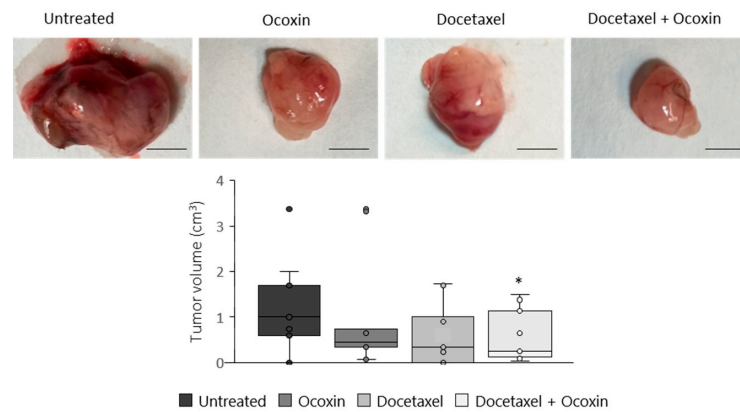 Untreated Ocoxin Docetaxel Docetaxel + Ocoxin
Tumor volume (cm³)
4
3
2
1
0
*
Untreated Ocoxin Docetaxel Docetaxel + Ocoxin